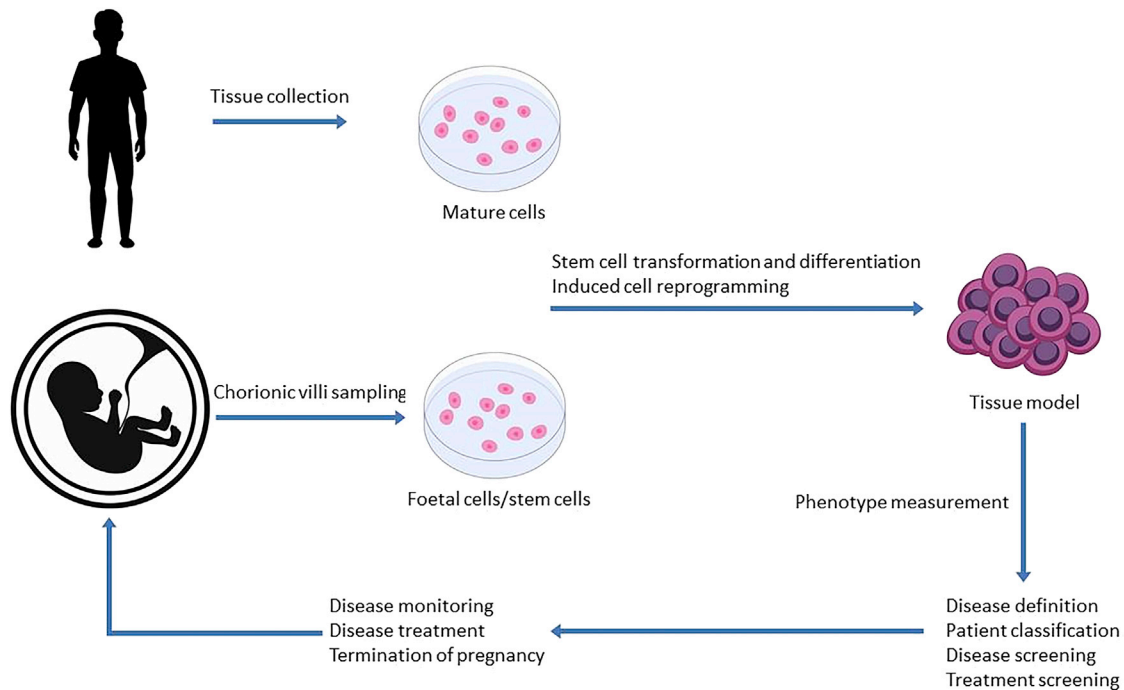 Tissue collection
Mature cells
Stem cell transformation and differentiation
Induced cell reprogramming
Chorionic villi sampling
Foetal cells/stem cells
Tissue model
Phenotype measurement
Disease definition
Patient classification
Disease screening
Treatment screening
Disease monitoring
Disease treatment
Termination of pregnancy